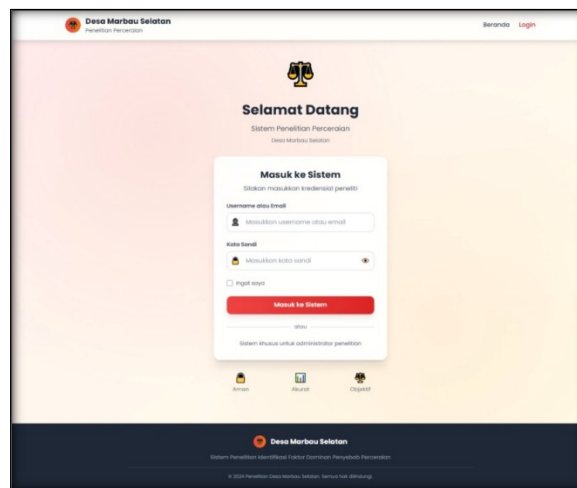 Desa Marbau Selatan
Penelitian Perceraian
Beranda Login
Selamat Datang
Sistem Penelitian Perceraian
Desa Marbau Selatan
Masuk ke Sistem
Silakan masukkan kredensial peneliti
Username atau Email
Masukkan username atau email
Kata Sandi
Masukkan kata sandi
Ingat saya
Masuk ke Sistem
atau
Sistem khusus untuk administrator penelitian
Aman Akurat Objektif
Desa Marbau Selatan
Sistem Penelitian Identifikasi Faktor Dominan Penyebab Perceraian
© 2024 Penelitian Desa Marbau Selatan. Semua hak dilindungi.